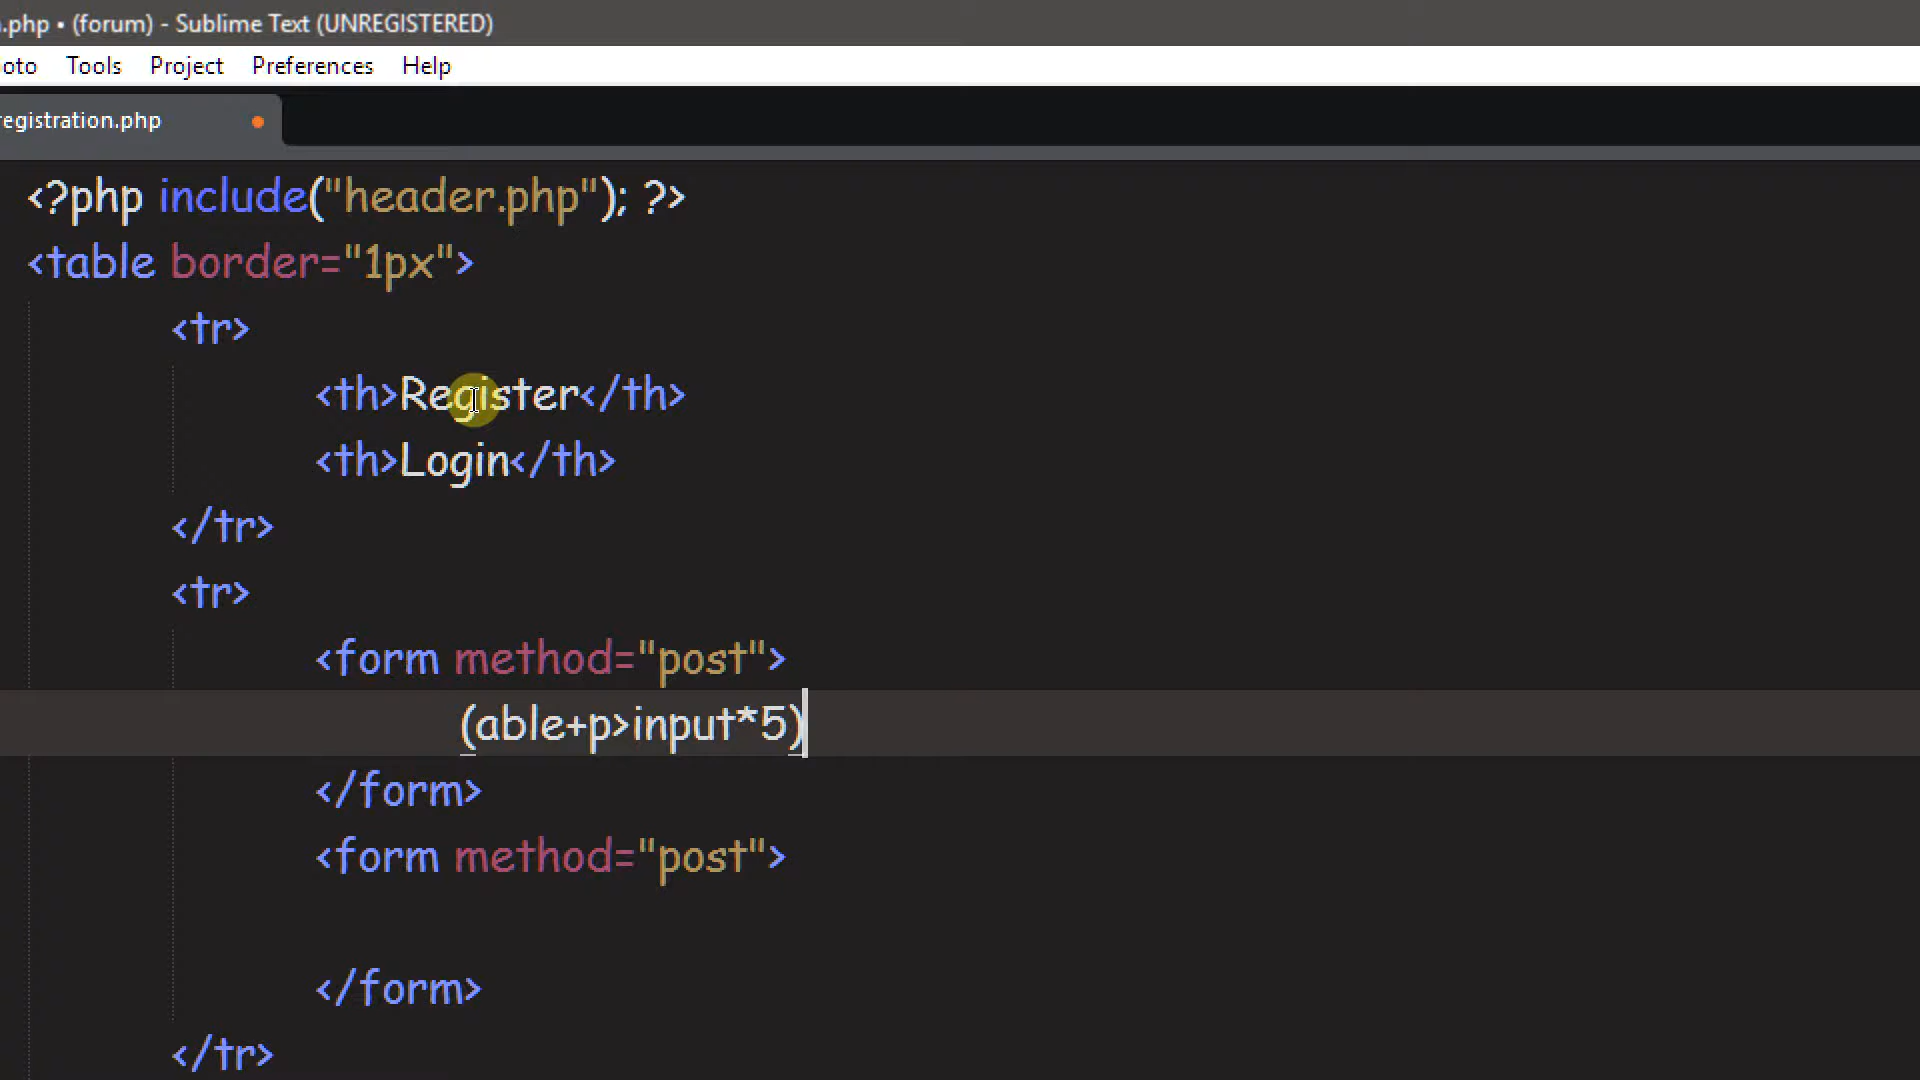 .php • (forum) - Sublime Text (UNREGISTERED)
oto Tools Project Preferences Help
egistration.php
<?php include("header.php"); ?>
<table border="1px">
<tr>
<th>Register</th>
<th>Login</th>
</tr>
<tr>
<form method="post">
(able+p>input*5)
</form>
<form method="post">
</form>
</tr>